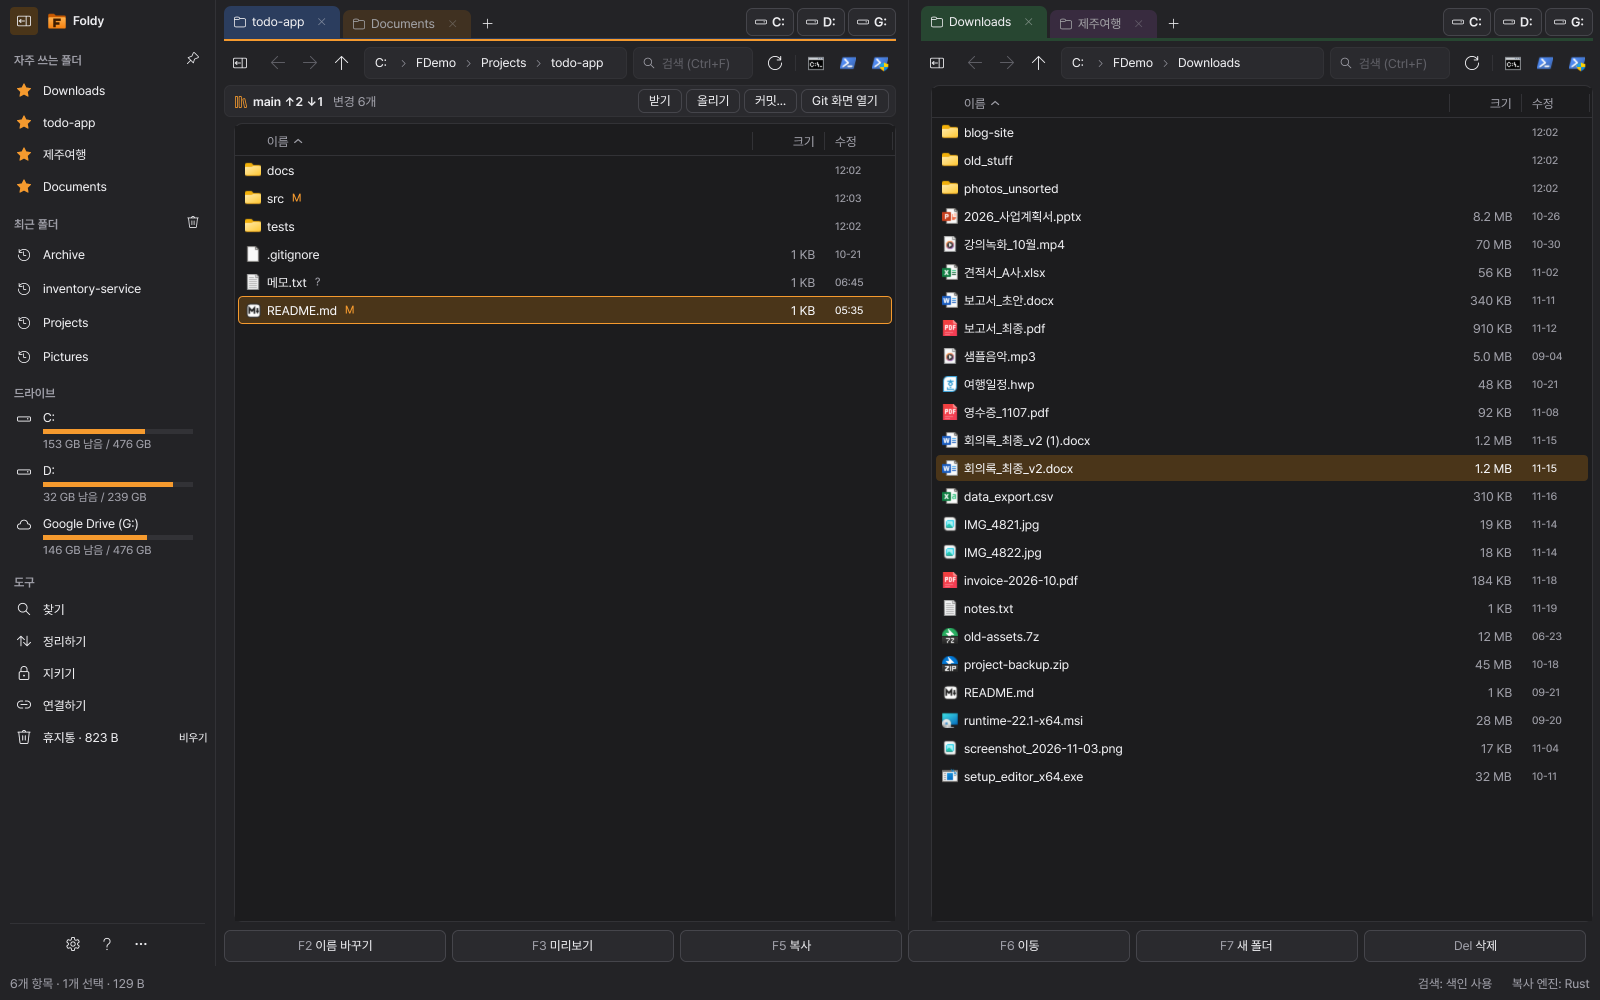 Foldy
자주 쓰는 폴더
Downloads
todo-app
제주여행
Documents
최근 폴더
Archive
inventory-service
Projects
Pictures
드라이브
C:
153 GB 남음 / 476 GB
D:
32 GB 남음 / 239 GB
Google Drive (G:)
146 GB 남음 / 476 GB
도구
찾기
정리하기
지키기
연결하기
휴지통 · 823 B 비우기
todo-app Documents C: D: G:
C: FDemo Projects todo-app 검색 (Ctrl+F)
main ↑2 ↓1 변경 6개 받기 올리기 커밋... Git 화면 열기
이름 크기 수정
docs 12:02
src M 12:03
tests 12:02
.gitignore 1 KB 10-21
메모.txt ? 1 KB 06:45
README.md M 1 KB 05:35
Downloads 제주여행 C: D: G:
C: FDemo Downloads 검색 (Ctrl+F)
이름 크기 수정
blog-site 12:02
old_stuff 12:02
photos_unsorted 12:02
2026_사업계획서.pptx 8.2 MB 10-26
강의녹화_10월.mp4 70 MB 10-30
견적서_A사.xlsx 56 KB 11-02
보고서_초안.docx 340 KB 11-11
보고서_최종.pdf 910 KB 11-12
샘플음악.mp3 5.0 MB 09-04
여행일정.hwp 48 KB 10-21
영수증_1107.pdf 92 KB 11-08
회의록_최종_v2 (1).docx 1.2 MB 11-15
회의록_최종_v2.docx 1.2 MB 11-15
data_export.csv 310 KB 11-16
IMG_4821.jpg 19 KB 11-14
IMG_4822.jpg 18 KB 11-14
invoice-2026-10.pdf 184 KB 11-18
notes.txt 1 KB 11-19
old-assets.7z 12 MB 06-23
project-backup.zip 45 MB 10-18
README.md 1 KB 09-21
runtime-22.1-x64.msi 28 MB 09-20
screenshot_2026-11-03.png 17 KB 11-04
setup_editor_x64.exe 32 MB 10-11
F2 이름 바꾸기 F3 미리보기 F5 복사 F6 이동 F7 새 폴더 Del 삭제
6개 항목 · 1개 선택 · 129 B 검색: 색인 사용 복사 엔진: Rust